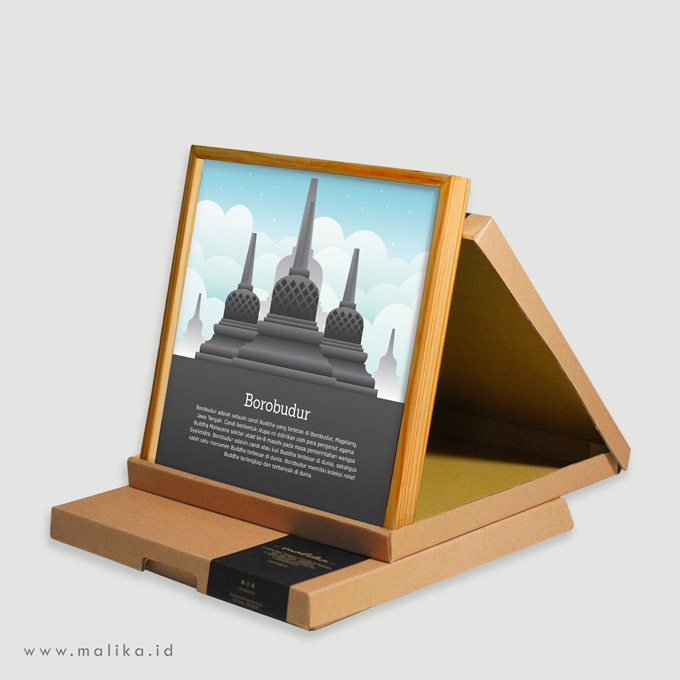 Borobudur
Borobudur adalah sebuah candi Buddha yang terletak di Borobudur, Magelang,
Jawa Tengah. Candi berbentuk stupa ini didirikan oleh para penganut agama
Buddha Mahayana sekitar abad ke-8 masehi pada masa pemerintahan wangsa
Syailendra. Borobudur adalah candi atau kuil Buddha terbesar di dunia, sekaligus
salah satu monumen Buddha terbesar di dunia. Borobudur memiliki koleksi relief
Buddha terlengkap dan terbanyak di dunia.
malika
www.malika.id